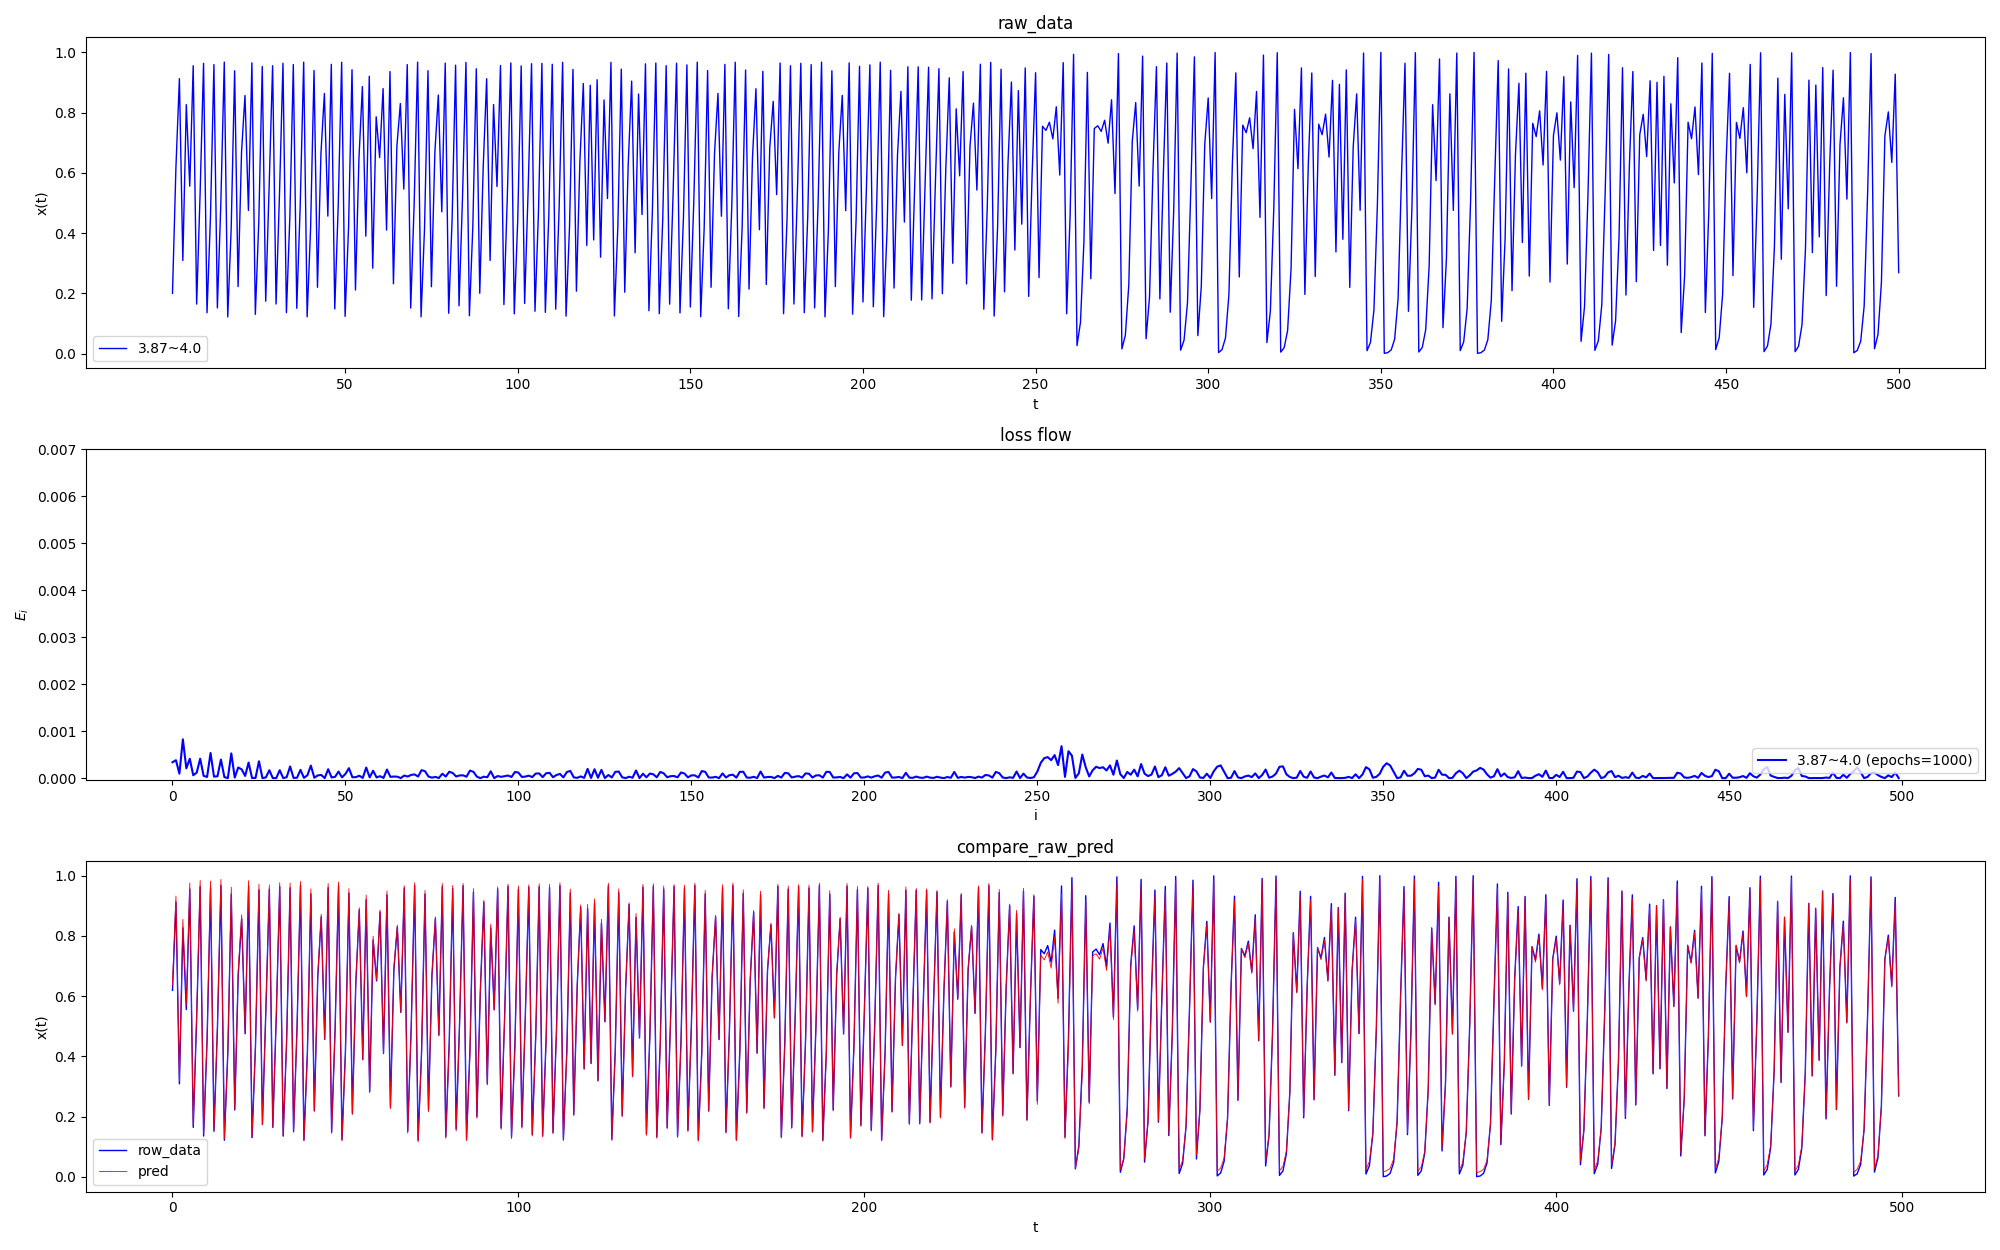 raw_data
1.0
0.8
0.6
0.4
0.2
0.0
x(t)
3.87~4.0
50 100 150 200 250 300 350 400 450 500
t
loss flow
0.007
0.006
0.005
0.004
0.003
0.002
0.001
0.000
E_i
3.87~4.0 (epochs=1000)
0 50 100 150 200 250 300 350 400 450 500
i
compare_raw_pred
1.0
0.8
0.6
0.4
0.2
0.0
x(t)
row_data
pred
0 100 200 300 400 500
t